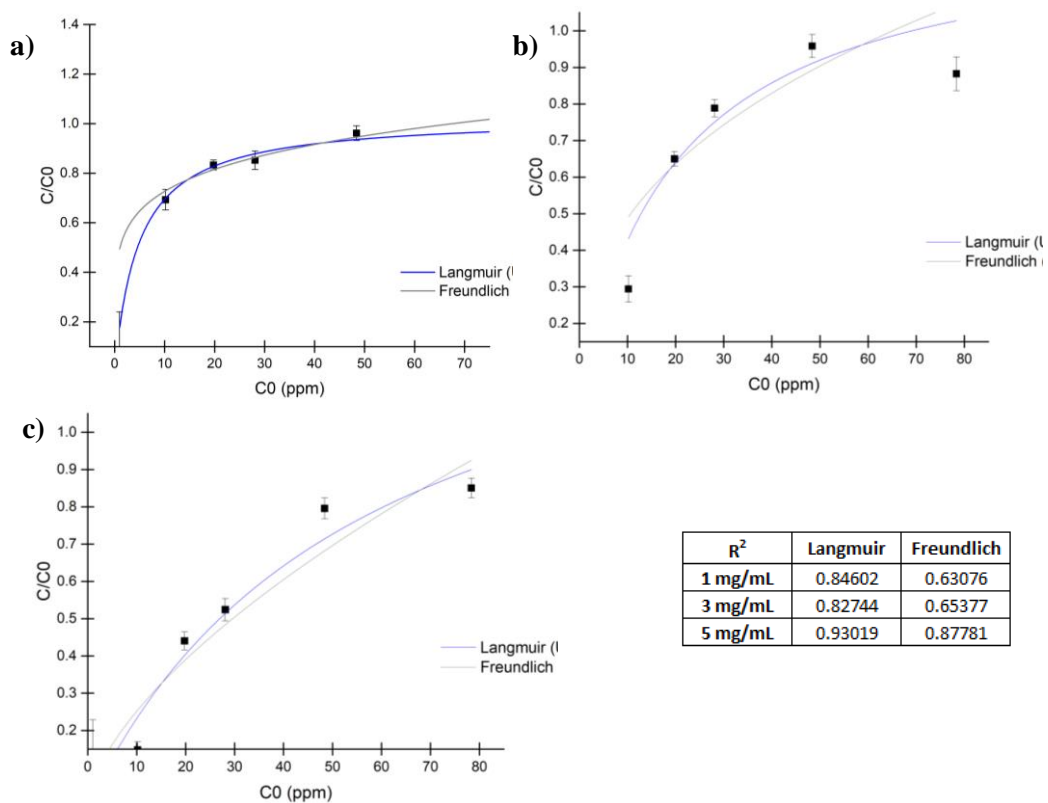 a)
1.4
1.2
1.0
0.8
0.6
0.4
0.2
C/C0
0 10 20 30 40 50 60 70
C0 (ppm)
Langmuir (U
Freundlich
b)
1.0
0.9
0.8
0.7
0.6
0.5
0.4
0.3
0.2
C/C0
0 10 20 30 40 50 60 70 80
C0 (ppm)
Langmuir (U
Freundlich (
c)
1.0
0.9
0.8
0.7
0.6
0.5
0.4
0.3
0.2
C/C0
0 10 20 30 40 50 60 70 80
C0 (ppm)
Langmuir (U
Freundlich
R² Langmuir Freundlich
1 mg/mL 0.84602 0.63076
3 mg/mL 0.82744 0.65377
5 mg/mL 0.93019 0.87781